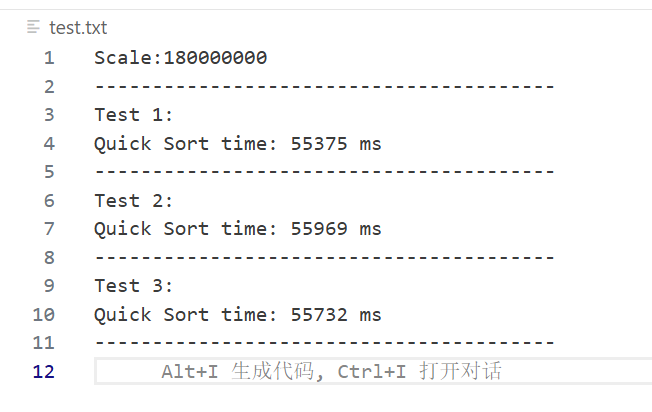 test.txt
1 Scale:180000000
2 ----------------------------------------
3 Test 1:
4 Quick Sort time: 55375 ms
5 ----------------------------------------
6 Test 2:
7 Quick Sort time: 55969 ms
8 ----------------------------------------
9 Test 3:
10 Quick Sort time: 55732 ms
11 ----------------------------------------
12 Alt+I 生成代码, Ctrl+I 打开对话